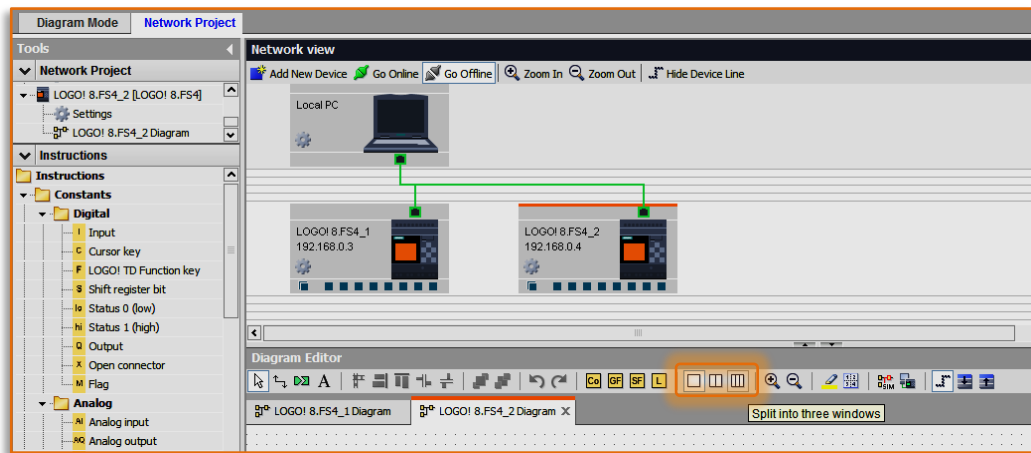 Diagram Mode Network Project
Tools
Network Project
LOGO! 8.FS4_2 [LOGO! 8.FS4]
Settings
LOGO! 8.FS4_2 Diagram
Instructions
Instructions
Constants
Digital
I Input
C Cursor key
F LOGO! TD Function key
S Shift register bit
lo Status 0 (low)
hi Status 1 (high)
Q Output
X Open connector
M Flag
Analog
AI Analog input
AQ Analog output
Network view
Add New Device Go Online Go Offline Zoom In Zoom Out Hide Device Line
Local PC
LOGO! 8.FS4_1
192.168.0.3
LOGO! 8.FS4_2
192.168.0.4
Diagram Editor
A Co GF SF L SIM
LOGO! 8.FS4_1 Diagram LOGO! 8.FS4_2 Diagram X
Split into three windows